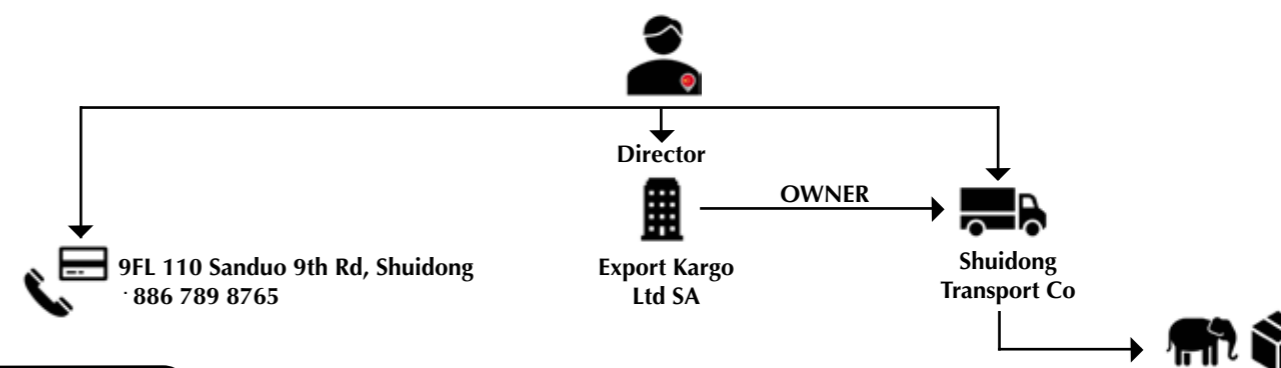 Director
OWNER
9FL 110 Sanduo 9th Rd, Shuidong
886 789 8765
Export Kargo
Ltd SA
Shuidong
Transport Co